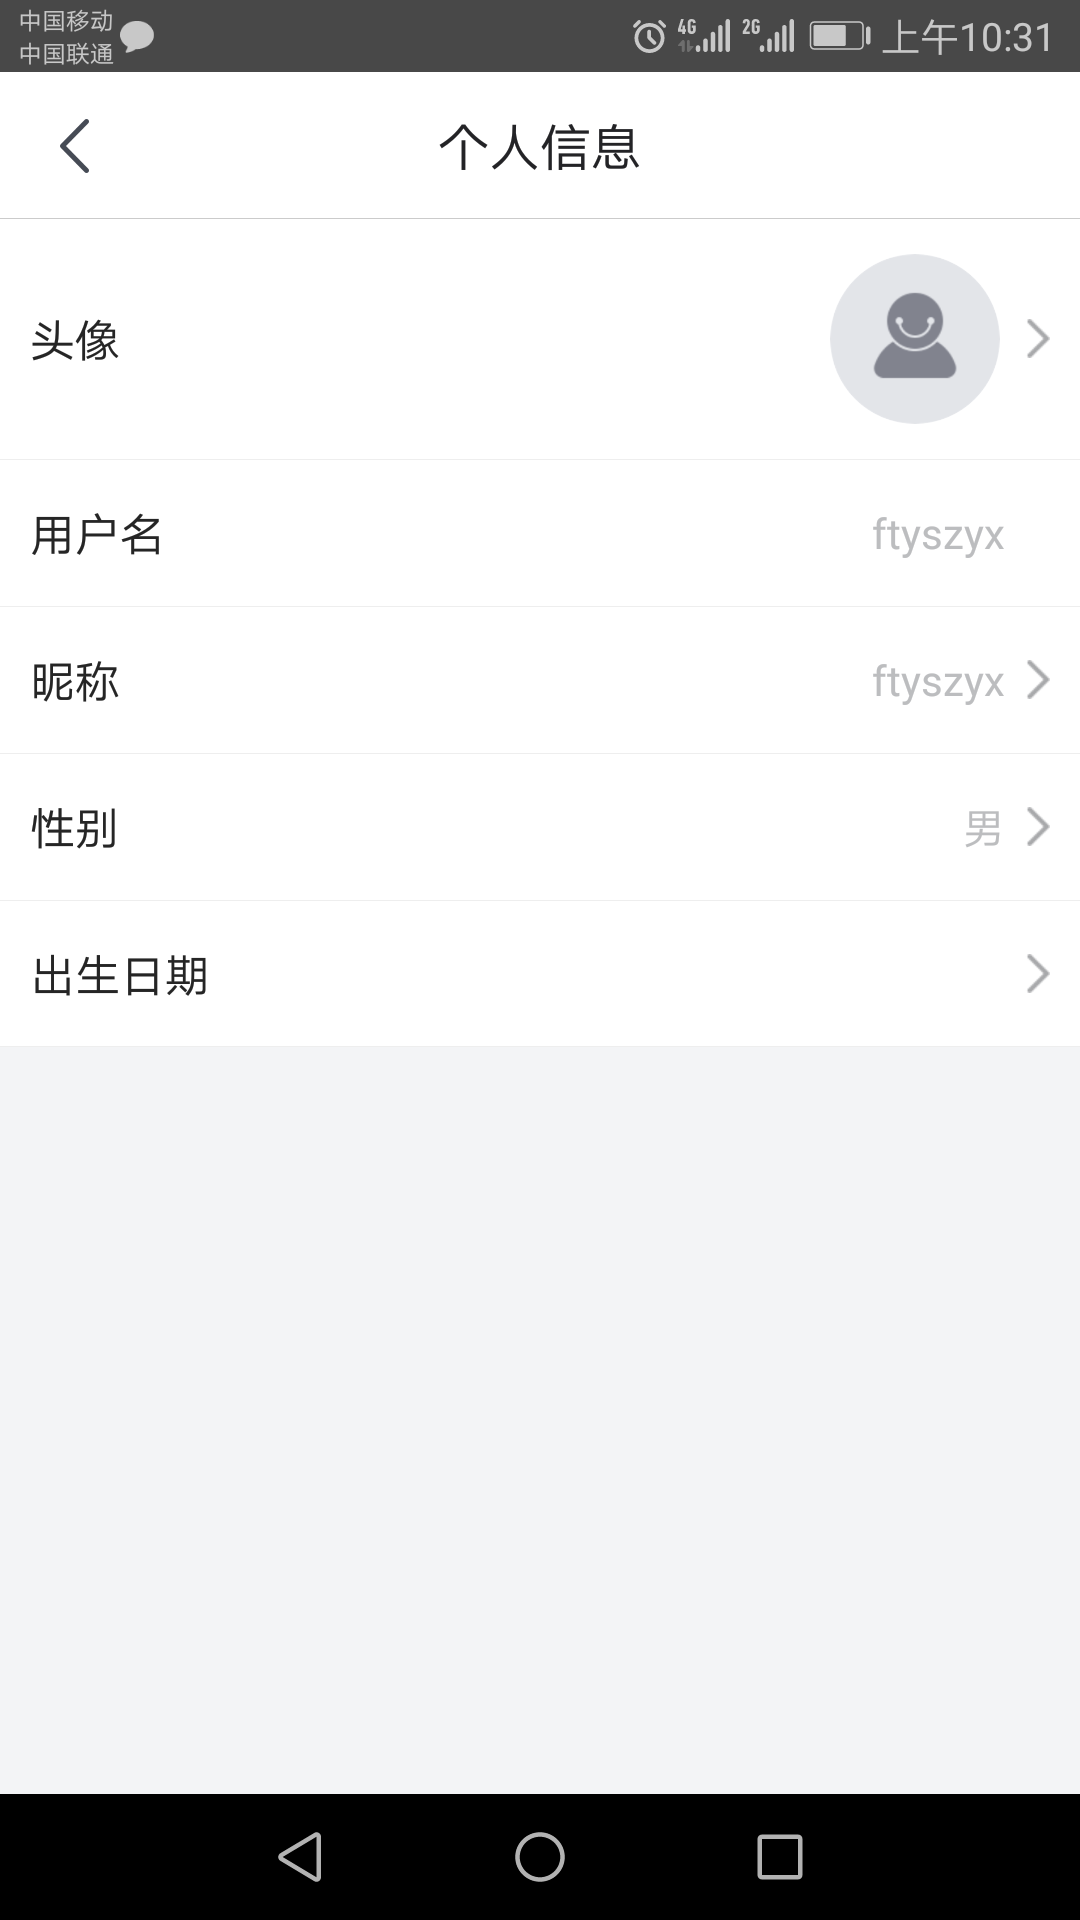 中国移动
中国联通
4G 2G 上午10:31
个人信息
头像
用户名 ftyszyx
昵称 ftyszyx
性别 男
出生日期